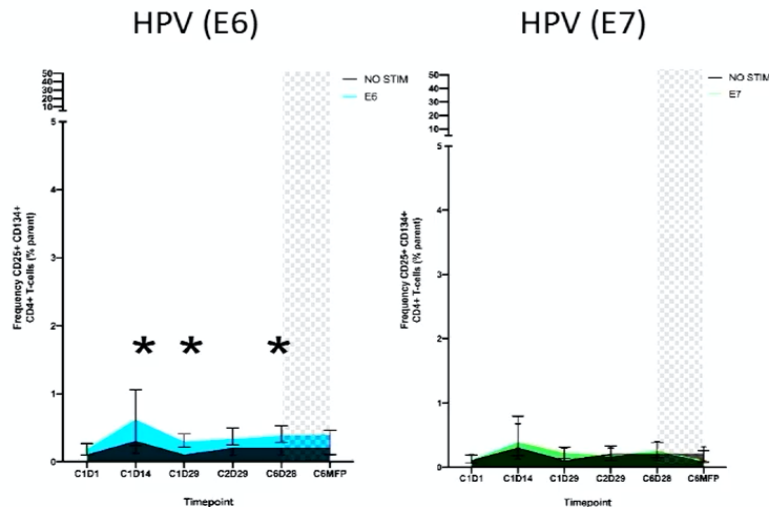 HPV (E6)
NO STIM
E6
50
40
30
20
10
5
4
3
2
1
0
Frequency CD25+ CD134+
CD4+ T-cells (% parent)
* * *
C1D1 C1D14 C1D29 C2D29 C6D28 C6MFP
Timepoint
HPV (E7)
NO STIM
E7
50
40
30
20
10
5
4
3
2
1
0
Frequency CD25+ CD134+
CD4+ T-cells (% parent)
C1D1 C1D14 C1D29 C2D29 C6D28 C6MFP
Timepoint